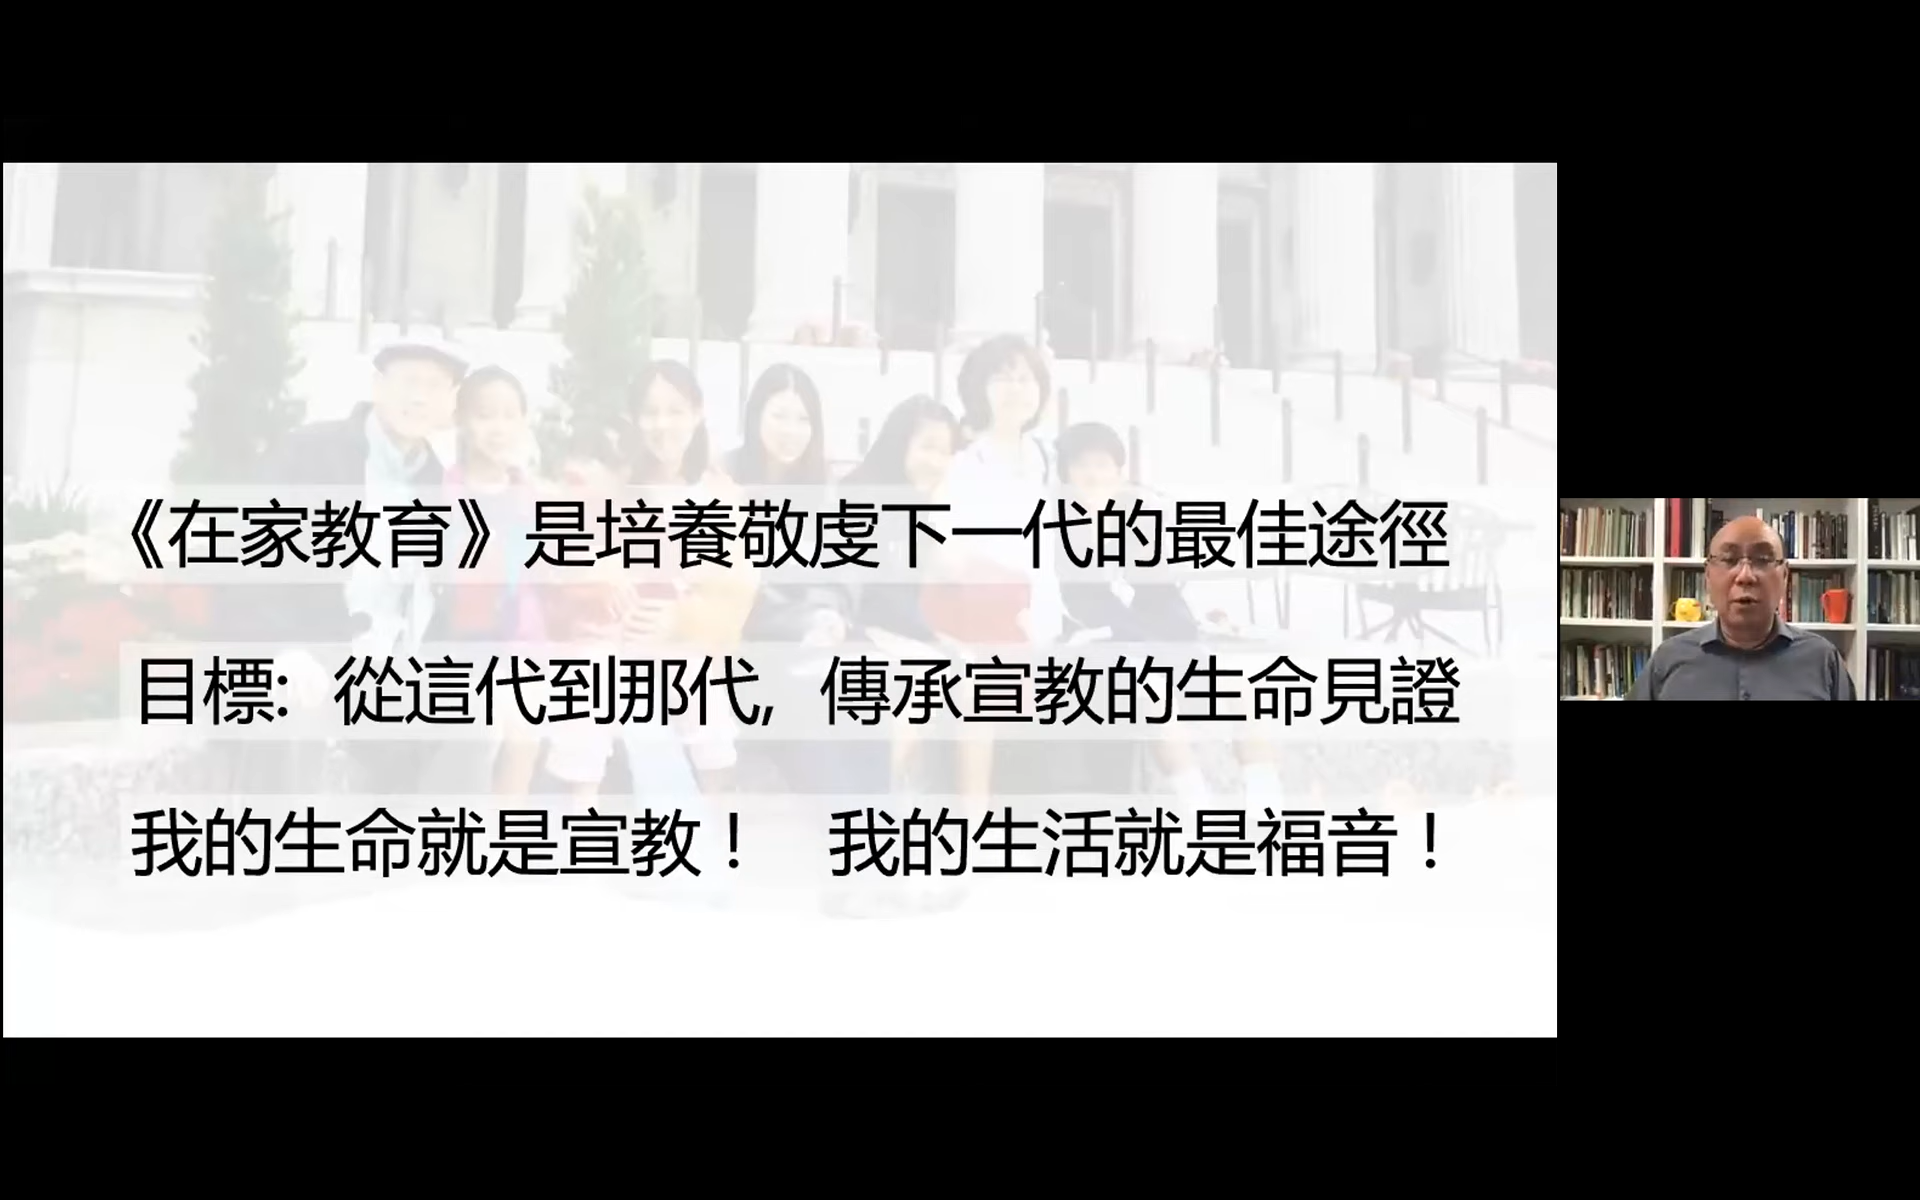 《在家教育》是培養敬虔下一代的最佳途徑
目標: 從這代到那代, 傳承宣教的生命見證
我的生命就是宣教！ 我的生活就是福音！